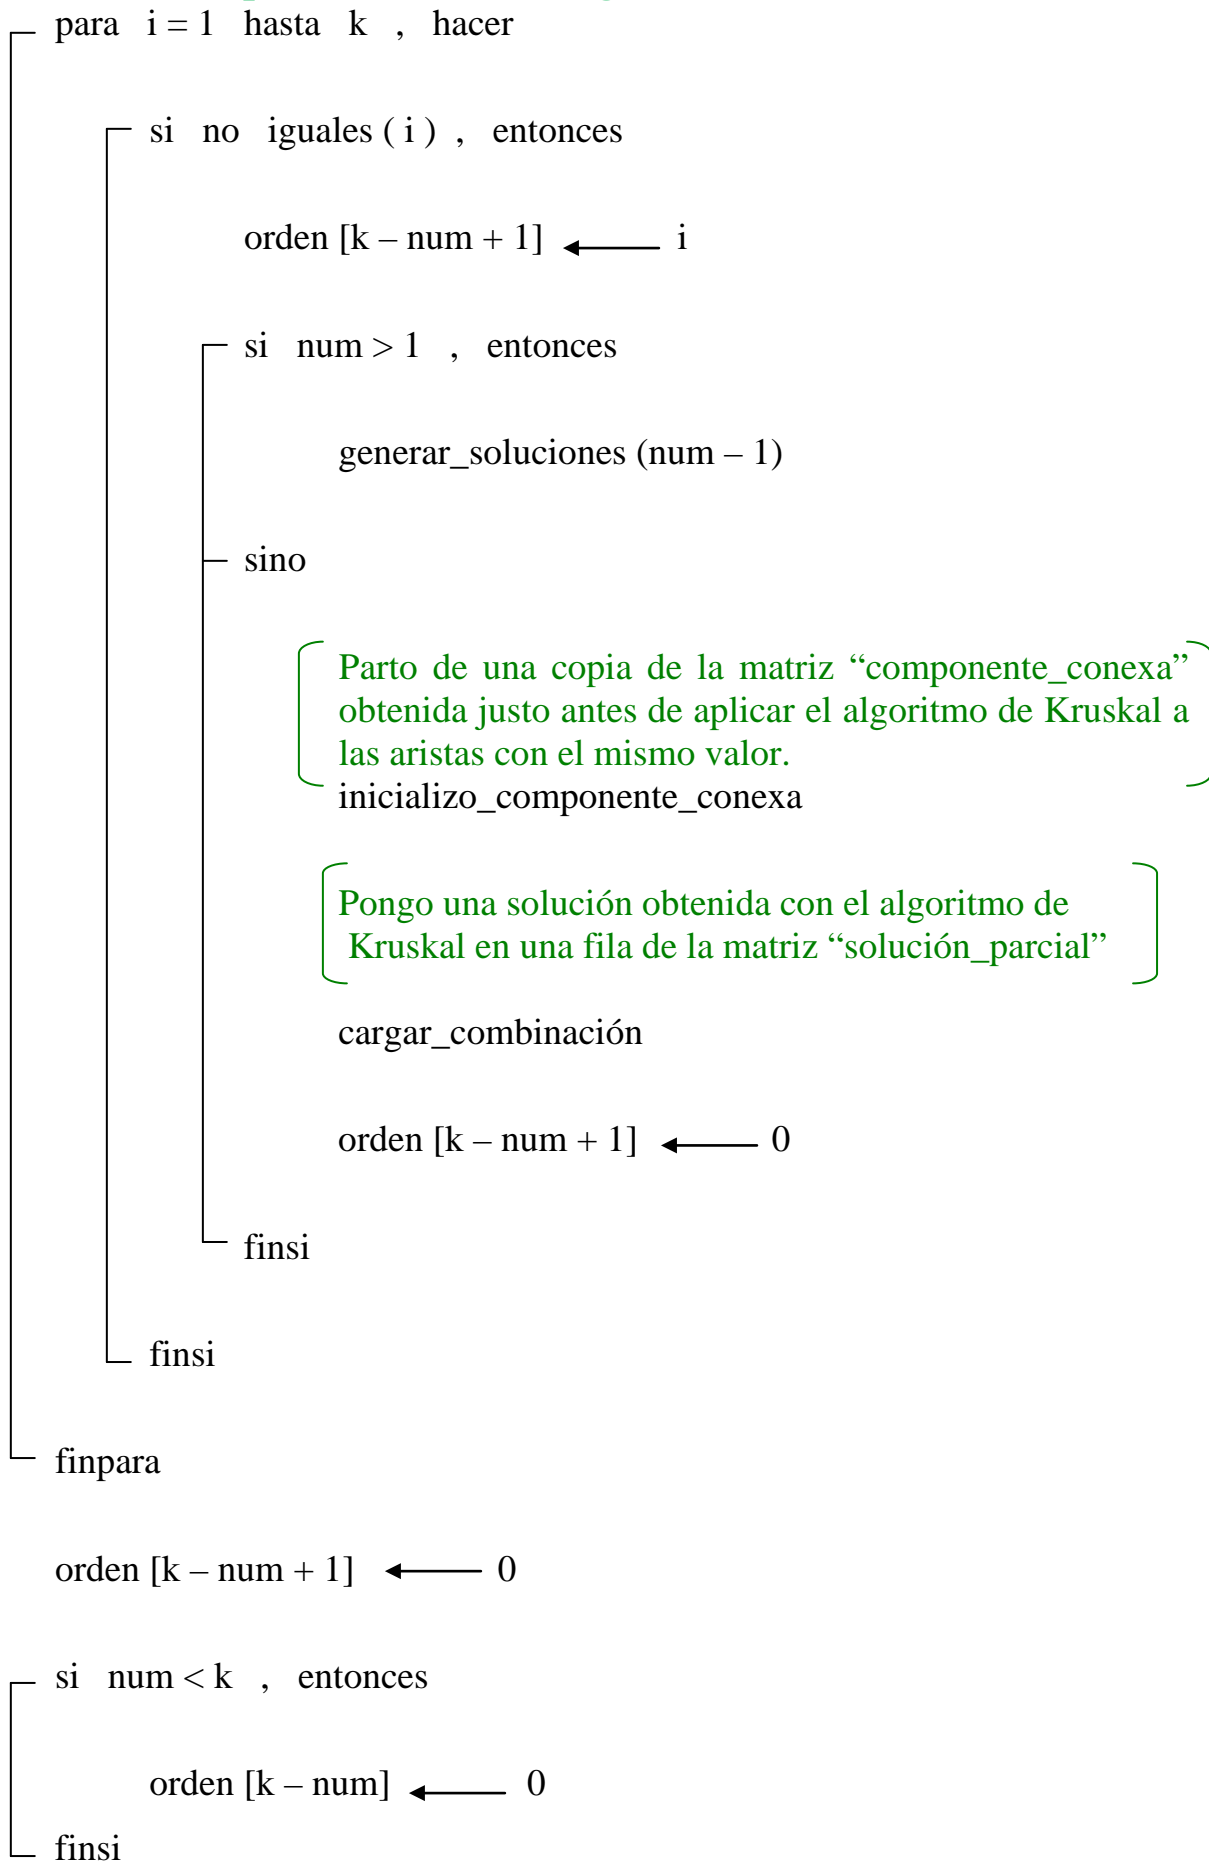 para i = 1 hasta k , hacer
si no iguales ( i ) , entonces
orden [k – num + 1] i
si num > 1 , entonces
generar_soluciones (num – 1)
sino
Parto de una copia de la matriz “componente_conexa”
obtenida justo antes de aplicar el algoritmo de Kruskal a
las aristas con el mismo valor.
inicializo_componente_conexa
Pongo una solución obtenida con el algoritmo de
Kruskal en una fila de la matriz “solución_parcial”
cargar_combinación
orden [k – num + 1] 0
finsi
finsi
finpara
orden [k – num + 1] 0
si num < k , entonces
orden [k – num] 0
finsi